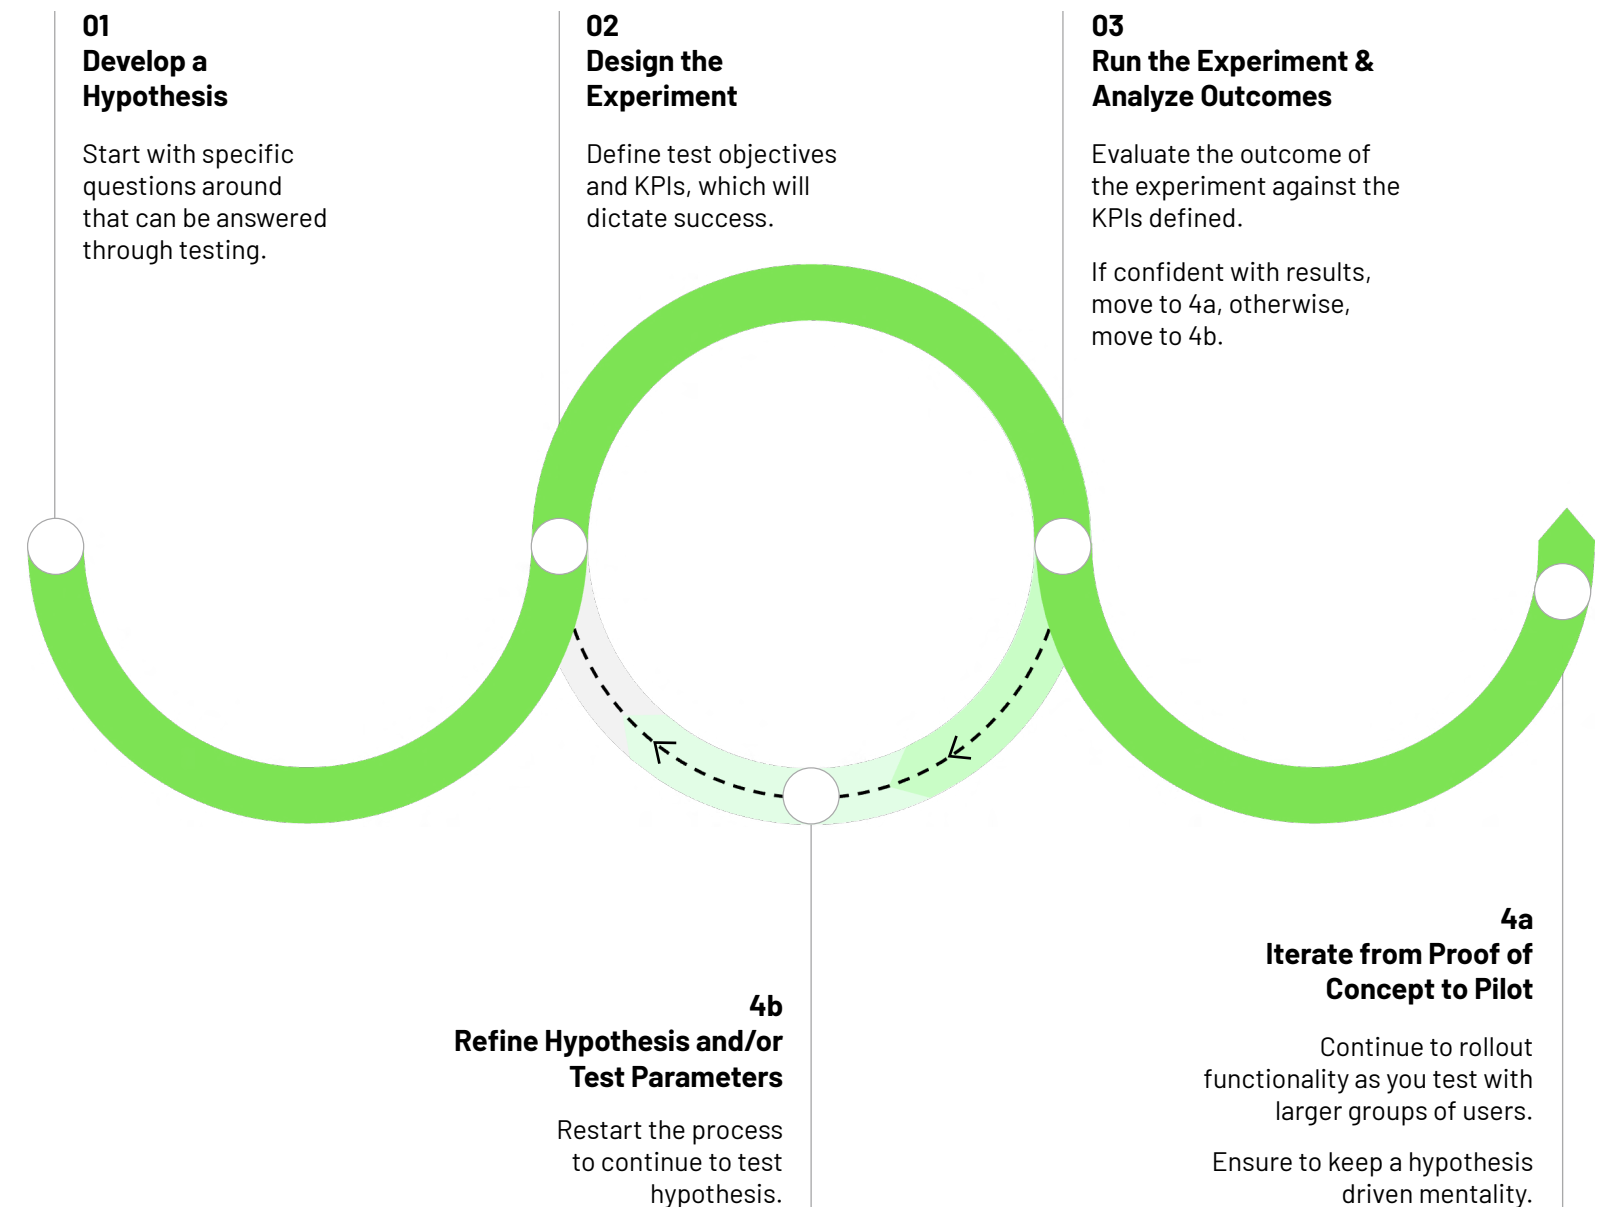 01
Develop a
Hypothesis
Start with specific
questions around
that can be answered
through testing.
02
Design the
Experiment
Define test objectives
and KPIs, which will
dictate success.
03
Run the Experiment &
Analyze Outcomes
Evaluate the outcome of
the experiment against the
KPIs defined.
If confident with results,
move to 4a, otherwise,
move to 4b.
4b
Refine Hypothesis and/or
Test Parameters
Restart the process
to continue to test
hypothesis.
4a
Iterate from Proof of
Concept to Pilot
Continue to rollout
functionality as you test with
larger groups of users.
Ensure to keep a hypothesis
driven mentality.